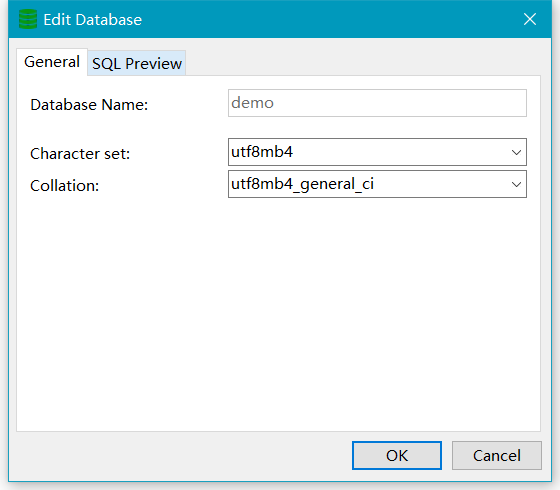 Edit Database
General SQL Preview
Database Name: demo
Character set: utf8mb4
Collation: utf8mb4_general_ci
OK Cancel